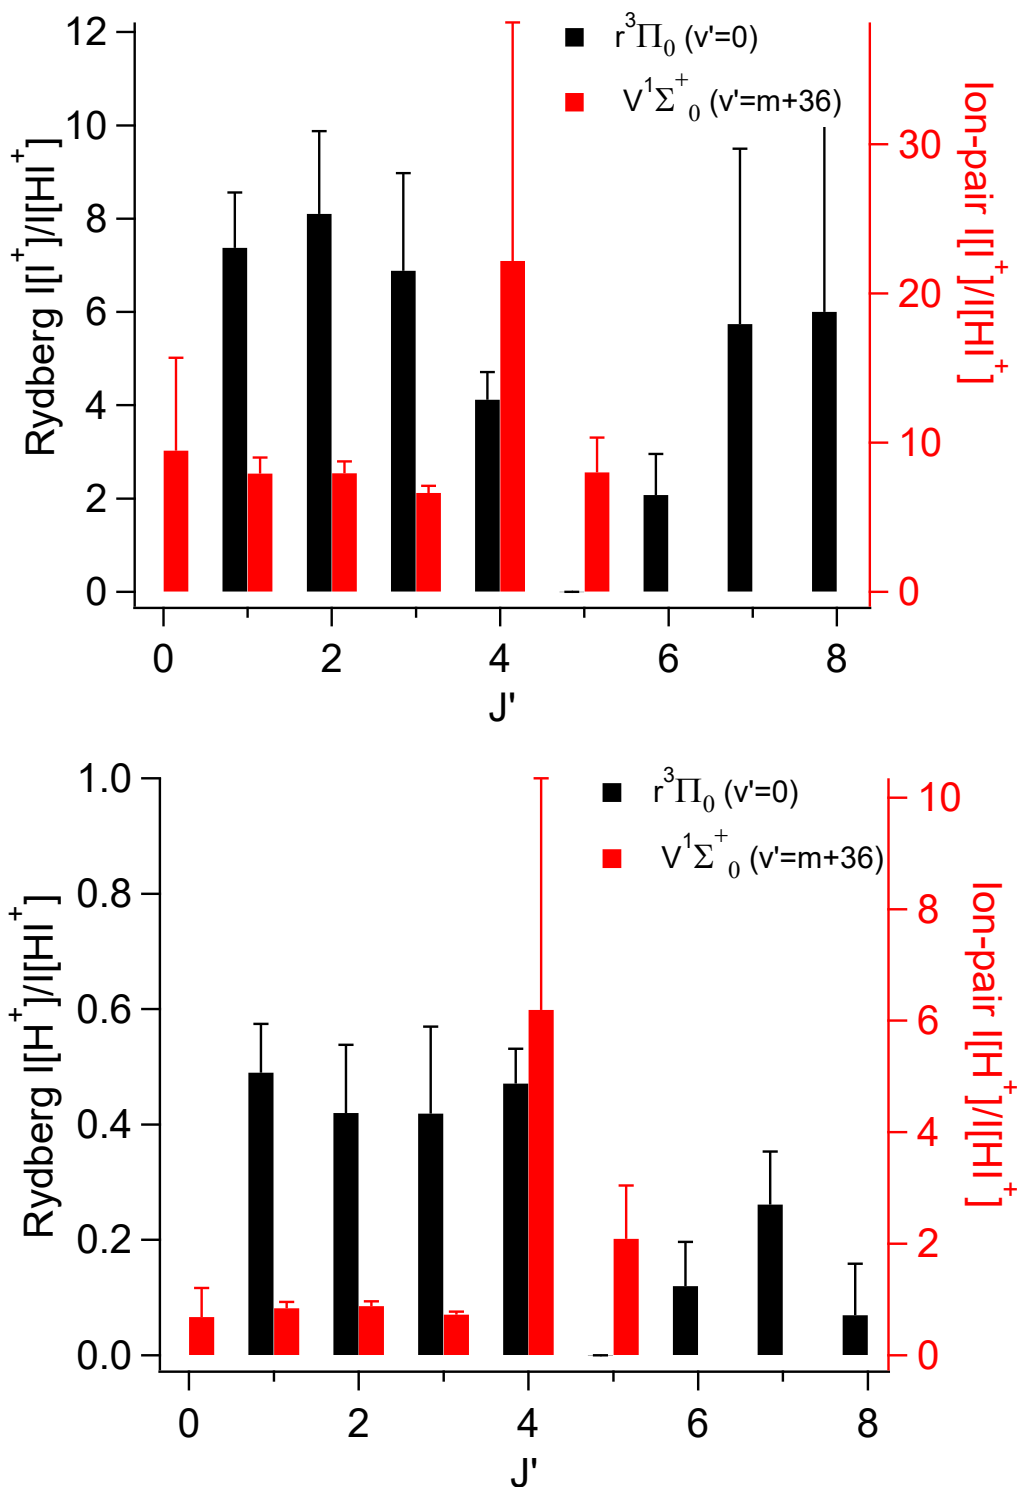 r³Π₀ (v'=0)
V¹Σ⁺₀ (v'=m+36)
Rydberg I[I⁺]/I[HI⁺]
12
10
8
6
4
2
0
Ion-pair I[I⁺]/I[HI⁺]
30
20
10
0
0 2 4 6 8
J'
r³Π₀ (v'=0)
V¹Σ⁺₀ (v'=m+36)
Rydberg I[H⁺]/I[HI⁺]
1.0
0.8
0.6
0.4
0.2
0.0
Ion-pair I[H⁺]/I[HI⁺]
10
8
6
4
2
0
0 2 4 6 8
J'